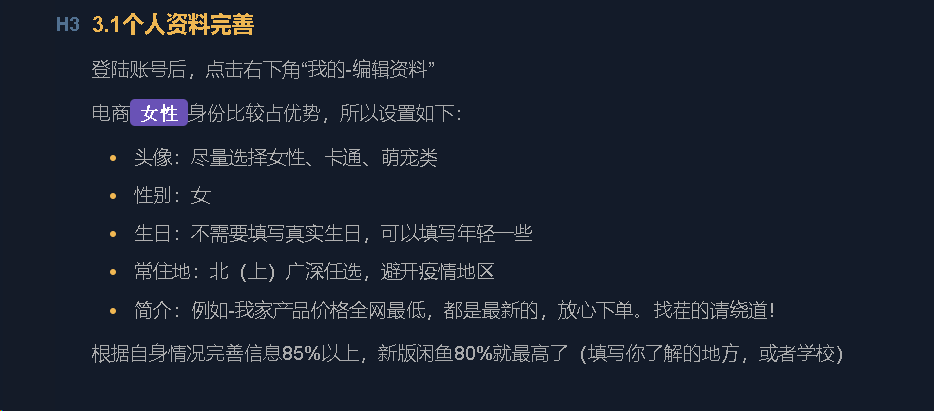 H3 3.1个人资料完善
登陆账号后，点击右下角“我的-编辑资料”
电商 女性 身份比较占优势，所以设置如下：
头像：尽量选择女性、卡通、萌宠类
性别：女
生日：不需要填写真实生日，可以填写年轻一些
常住地：北（上）广深任选，避开疫情地区
简介：例如-我家产品价格全网最低，都是最新的，放心下单。找茬的请绕道！
根据自身情况完善信息85%以上，新版闲鱼80%就最高了（填写你了解的地方，或者学校）